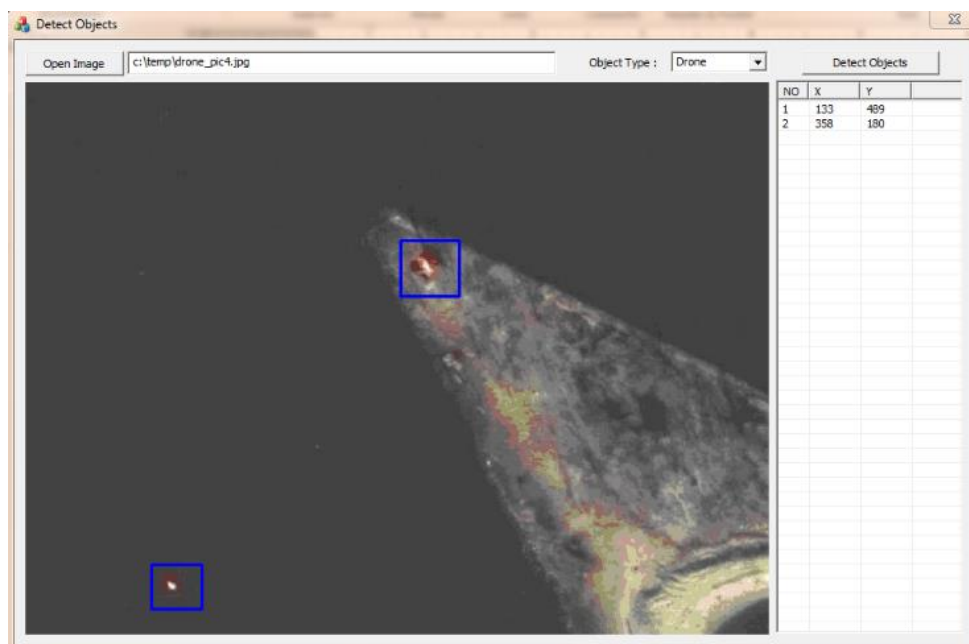 Detect Objects
Open Image c:\temp\drone_pic4.jpg Object Type : Drone Detect Objects
NO X Y
1 133 489
2 358 180